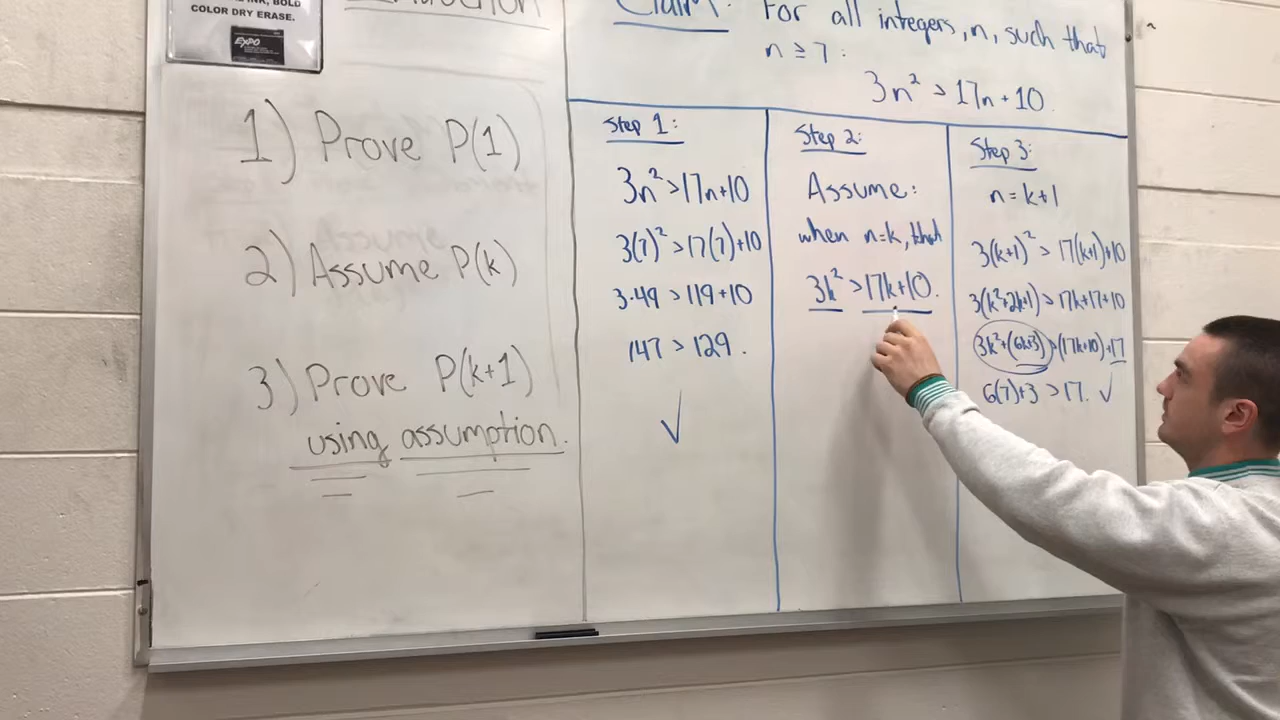 INK, BOLD
COLOR DRY ERASE.
EXPO
Induction
1) Prove P(1)
2) Assume P(k)
3) Prove P(k+1)
using assumption.
Claim: For all integers, n, such that
n ≥ 7:
3n² > 17n + 10.
Step 1:
3n² > 17n+10
3(7)² > 17(7)+10
3·49 > 119+10
147 > 129.
✓
Step 2:
Assume:
when n=k, that
3k² > 17k+10.
Step 3:
n = k+1
3(k+1)² > 17(k+1)+10
3(k²+2k+1) > 17k+17+10
3k²+(6k+3) > (17k+10)+17
6(7)+3 > 17. ✓